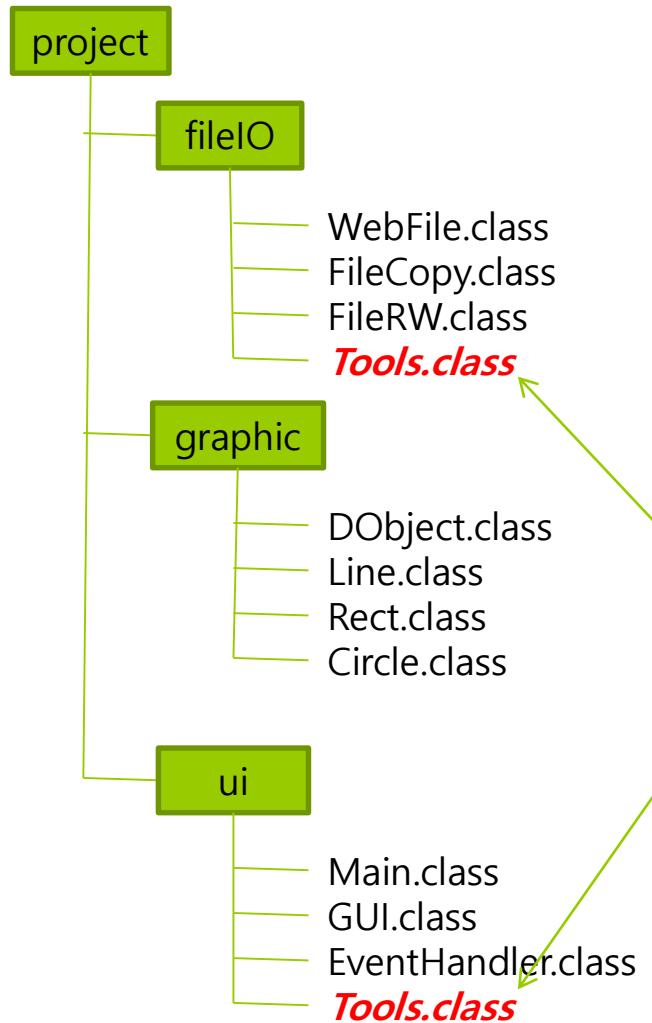 project
fileIO
WebFile.class
FileCopy.class
FileRW.class
Tools.class
graphic
DObject.class
Line.class
Rect.class
Circle.class
ui
Main.class
GUI.class
EventHandler.class
Tools.class